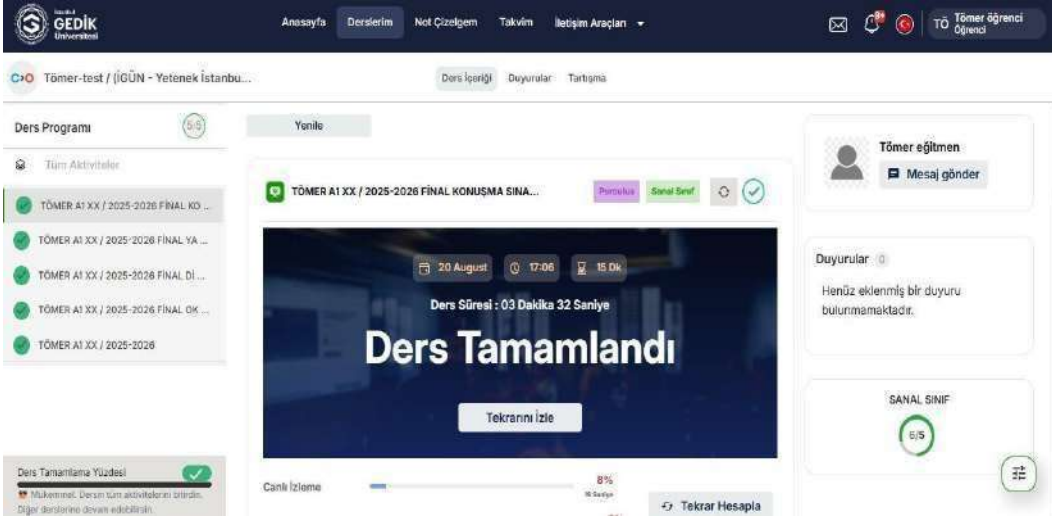 İstanbul
GEDİK
Üniversitesi
Anasayfa
Derslerim
Not Çizelgem
Takvim
İletişim Araçları
TÖ
Tömer öğrenci
Öğrenci
Tömer-test / (İGÜN - Yetenek İstanbu...
Ders İçeriği
Duyurular
Tartışma
Ders Programı
5/5
Tüm Aktiviteler
TÖMER A1 XX / 2025-2026 FİNAL KO ...
TÖMER A1 XX / 2025-2026 FİNAL YA ...
TÖMER A1 XX / 2025-2026 FİNAL Dİ ...
TÖMER A1 XX / 2025-2026 FİNAL OK ...
TÖMER A1 XX / 2025-2026
Ders Tamamlama Yüzdesi
Mükemmel. Dersin tüm aktivitelerini bitirdin.
Diğer derslerine devam edebilirsin.
Yenile
TÖMER A1 XX / 2025-2026 FİNAL KONUŞMA SINA...
Perculus
Sanal Sınıf
20 August
17:06
15 Dk
Ders Süresi : 03 Dakika 32 Saniye
Ders Tamamlandı
Tekrarını İzle
Canlı İzleme
8%
Tekrar Hesapla
Tömer eğitmen
Mesaj gönder
Duyurular 0
Henüz eklenmiş bir duyuru
bulunmamaktadır.
SANAL SINIF